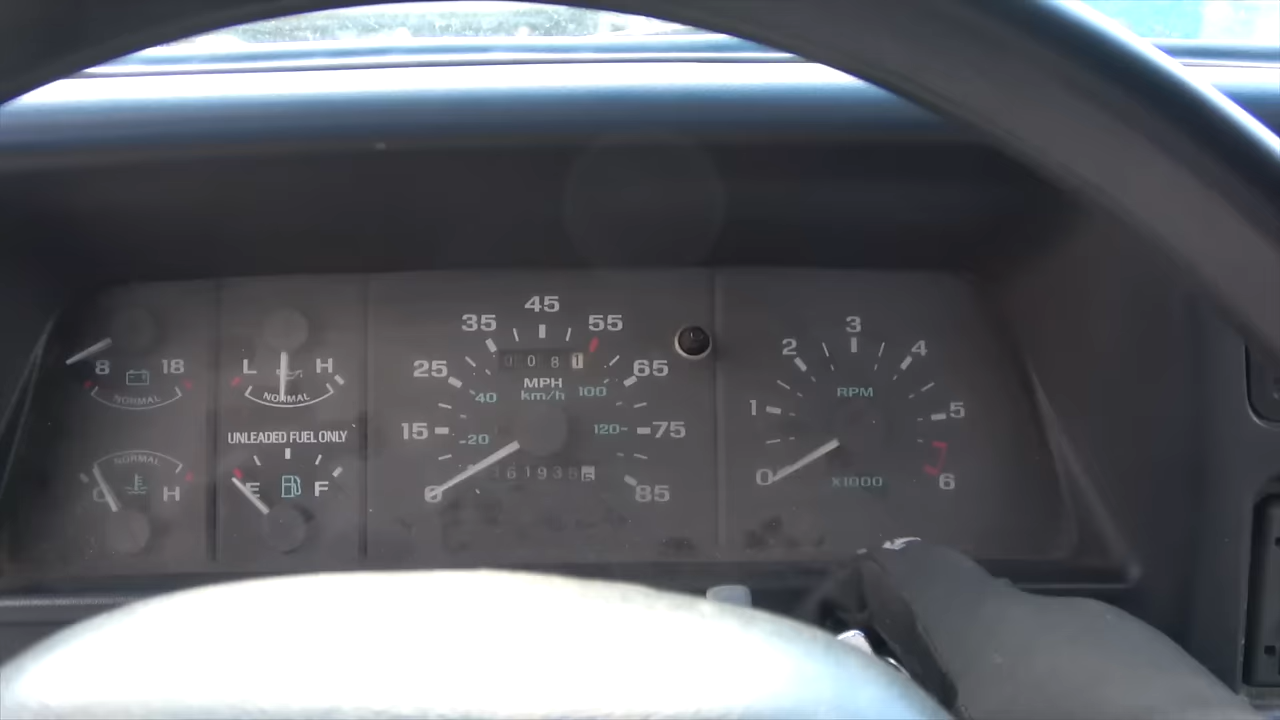 8 18
NORMAL
L H
NORMAL
UNLEADED FUEL ONLY
E F
NORMAL
C H
0 15 25 35 45 55 65 75 85
MPH
km/h
20 40 100 120
081
0 1 2 3 4 5 6
RPM
X1000